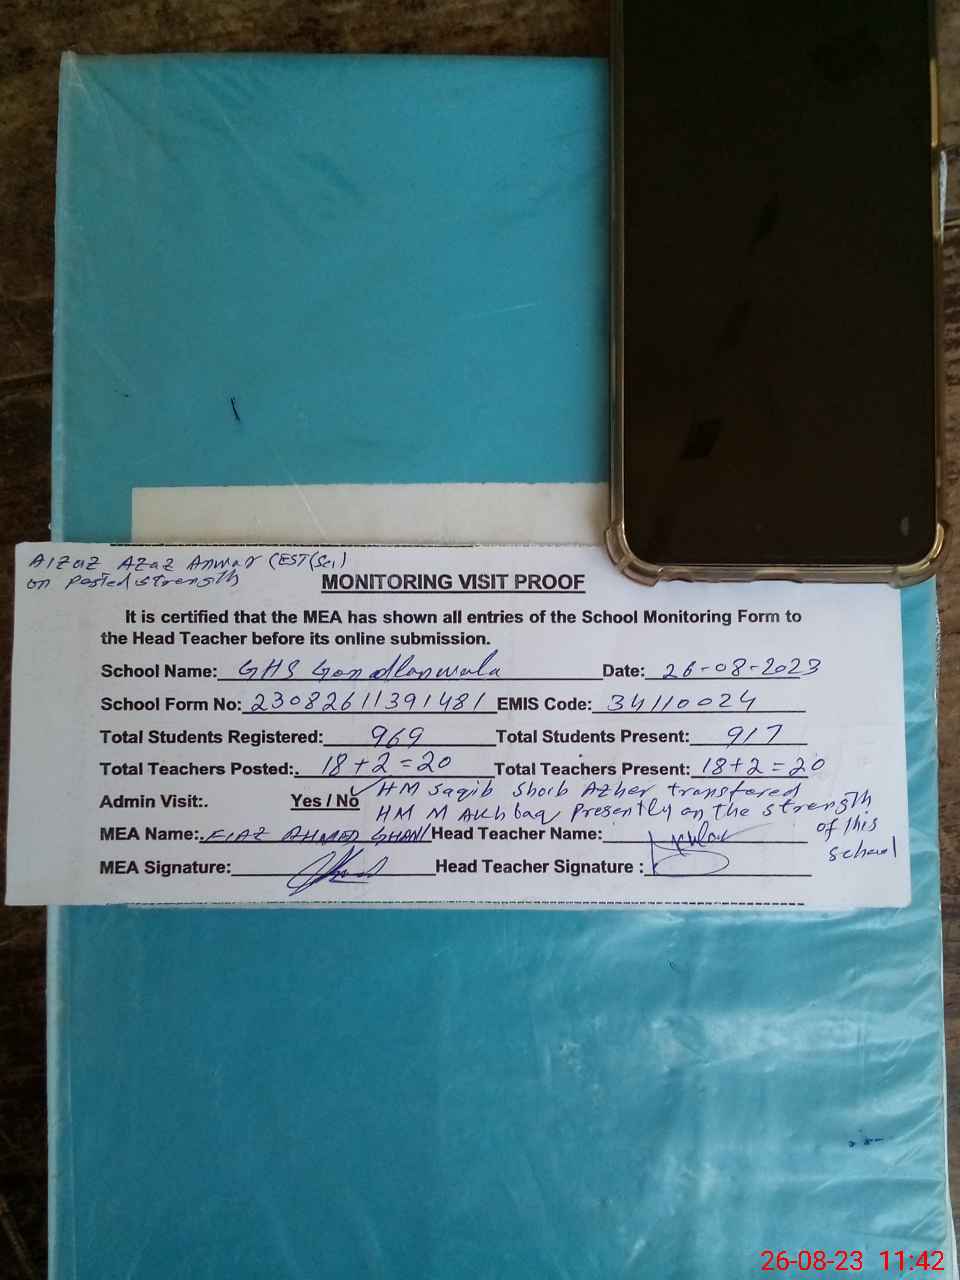 AIZaZ AZaZ Anwar (EST(Sci)
on Posted strength
MONITORING VISIT PROOF
It is certified that the MEA has shown all entries of the School Monitoring Form to
the Head Teacher before its online submission.
School Name: GHS Gondlanwala Date: 26-08-2023
School Form No: 23082611391481 EMIS Code: 34110024
Total Students Registered: 969 Total Students Present: 917
Total Teachers Posted:. 18+2=20 Total Teachers Present: 18+2=20
Admin Visit:. Yes / No ✓ HM Saqib Shoib Azher transfered
HM M Akhlaq Presently on the strength
of this
school
MEA Name: AHMED Head Teacher Name:
MEA Signature: Head Teacher Signature :
26-08-23 11:42